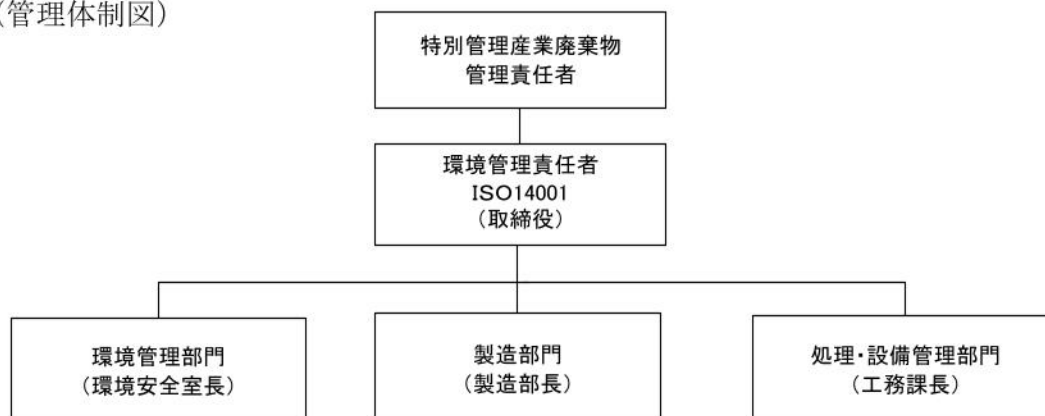 (管理体制図)
特別管理産業廃棄物
管理責任者
環境管理責任者
ISO14001
(取締役)
環境管理部門
(環境安全室長)
製造部門
(製造部長)
処理・設備管理部門
(工務課長)